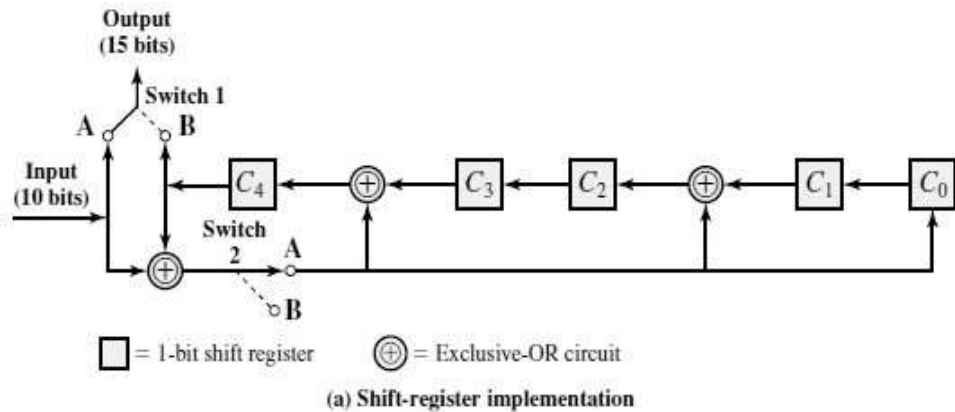 Output
(15 bits)
Switch 1
A
B
Input
(10 bits)
C4
C3
C2
C1
C0
Switch
2
A
B
= 1-bit shift register
= Exclusive-OR circuit
(a) Shift-register implementation